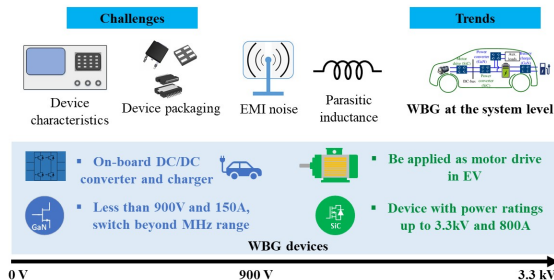 Challenges
Trends
Device
characteristics
Device packaging
EMI noise
Parasitic
inductance
WBG at the system level
On-board DC/DC
converter and charger
Be applied as motor drive
in EV
GaN
Less than 900V and 150A,
switch beyond MHz range
SiC
Device with power ratings
up to 3.3kV and 800A
WBG devices
0 V
900 V
3.3 kV